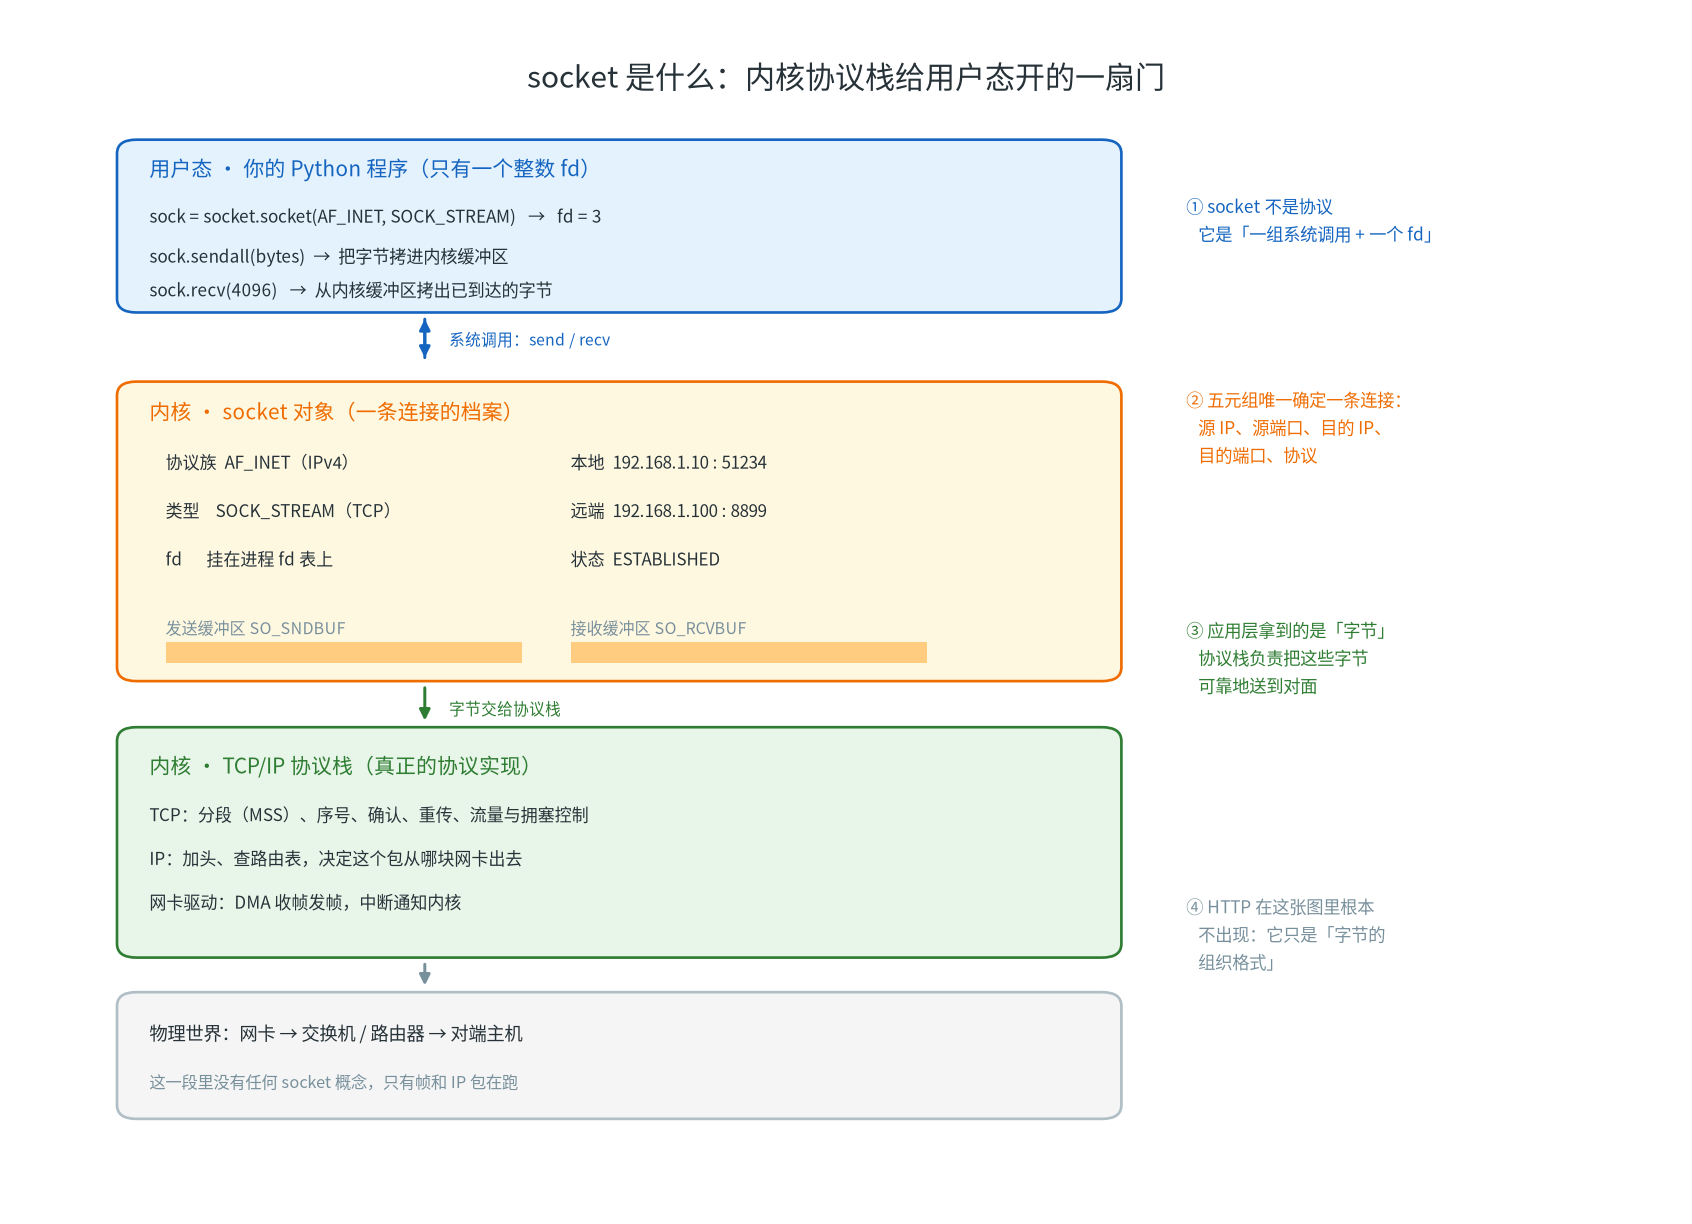 socket 是什么：内核协议栈给用户态开的一扇门
用户态 · 你的 Python 程序（只有一个整数 fd）
sock = socket.socket(AF_INET, SOCK_STREAM) → fd = 3
sock.sendall(bytes) → 把字节拷进内核缓冲区
sock.recv(4096) → 从内核缓冲区拷出已到达的字节
① socket 不是协议
它是「一组系统调用 + 一个 fd」
系统调用：send / recv
内核 · socket 对象（一条连接的档案）
协议族 AF_INET（IPv4）
本地 192.168.1.10 : 51234
类型 SOCK_STREAM（TCP）
远端 192.168.1.100 : 8899
fd 挂在进程 fd 表上
状态 ESTABLISHED
发送缓冲区 SO_SNDBUF
接收缓冲区 SO_RCVBUF
② 五元组唯一确定一条连接：
源 IP、源端口、目的 IP、
目的端口、协议
③ 应用层拿到的是「字节」
协议栈负责把这些字节
可靠地送到对面
字节交给协议栈
内核 · TCP/IP 协议栈（真正的协议实现）
TCP：分段（MSS）、序号、确认、重传、流量与拥塞控制
IP：加头、查路由表，决定这个包从哪块网卡出去
网卡驱动：DMA 收帧发帧，中断通知内核
④ HTTP 在这张图里根本
不出现：它只是「字节的
组织格式」
物理世界：网卡 → 交换机 / 路由器 → 对端主机
这一段里没有任何 socket 概念，只有帧和 IP 包在跑